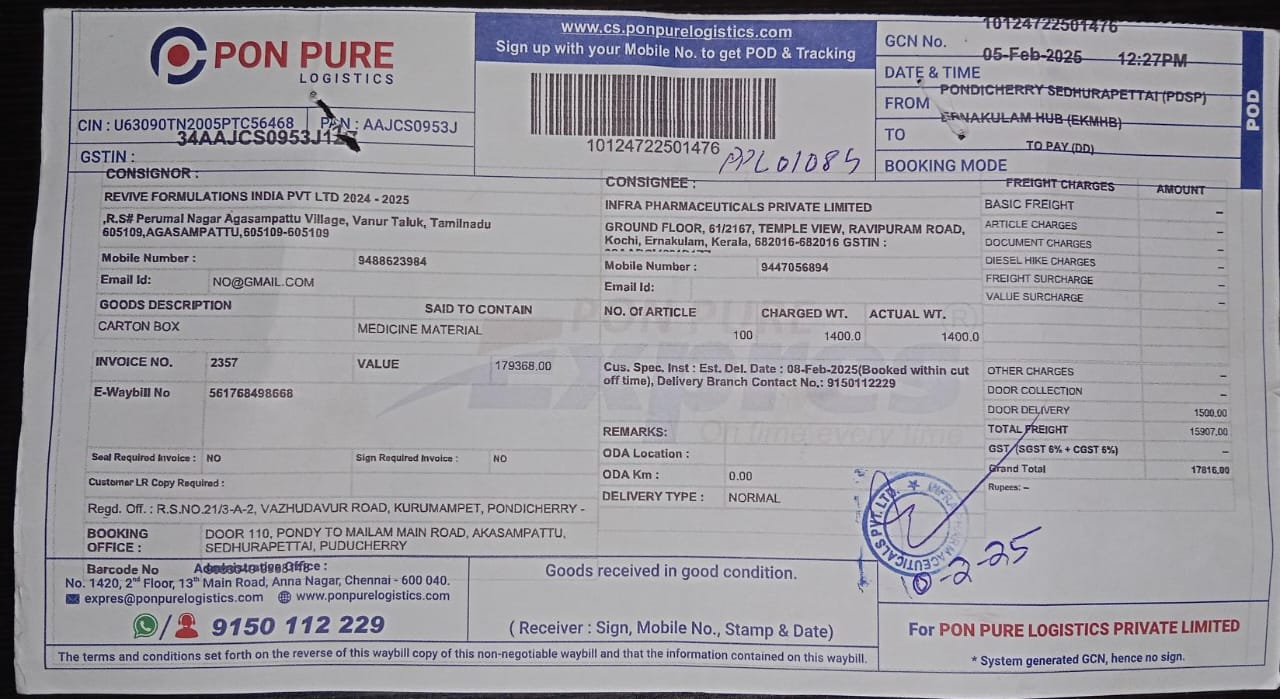 PON PURE
LOGISTICS
CIN : U63090TN2005PTC56468 PAN : AAJCS0953J
34AAJCS0953J1
GSTIN :
www.cs.ponpurelogistics.com
Sign up with your Mobile No. to get POD & Tracking
10124722501476
PPL01085
10124722501476
GCN No.
05-Feb-2025 12:27PM
DATE & TIME
PONDICHERRY SEDHURAPETTAI (PDSP)
FROM
ERNAKULAM HUB (EKMHB)
TO
TO PAY (DD)
BOOKING MODE
POD
CONSIGNOR :
REVIVE FORMULATIONS INDIA PVT LTD 2024 - 2025
,R.S# Perumal Nagar Agasampattu Village, Vanur Taluk, Tamilnadu
605109,AGASAMPATTU,605109-605109
Mobile Number : 9488623984
Email Id: NO@GMAIL.COM
CONSIGNEE :
INFRA PHARMACEUTICALS PRIVATE LIMITED
GROUND FLOOR, 61/2167, TEMPLE VIEW, RAVIPURAM ROAD,
Kochi, Ernakulam, Kerala, 682016-682016 GSTIN :
Mobile Number : 9447056894
Email Id:
GOODS DESCRIPTION SAID TO CONTAIN
CARTON BOX MEDICINE MATERIAL
NO. Of ARTICLE CHARGED WT. ACTUAL WT.
100 1400.0 1400.0
INVOICE NO. 2357 VALUE 179368.00
E-Waybill No 561768498668
Cus. Spec. Inst : Est. Del. Date : 08-Feb-2025(Booked within cut
off time), Delivery Branch Contact No.: 9150112229
PON PURE
Expres
On time every time
REMARKS:
ODA Location :
ODA Km : 0.00
DELIVERY TYPE : NORMAL
Seal Required Invoice : NO Sign Required Invoice : NO
Customer LR Copy Required :
FREIGHT CHARGES AMOUNT
BASIC FREIGHT –
ARTICLE CHARGES –
DOCUMENT CHARGES –
DIESEL HIKE CHARGES –
FREIGHT SURCHARGE –
VALUE SURCHARGE –
OTHER CHARGES –
DOOR COLLECTION –
DOOR DELIVERY 1500.00
TOTAL FREIGHT 15907.00
GST (SGST 6% + CGST 6%) –
Grand Total 17816.00
Rupees: –
Regd. Off. : R.S.NO.21/3-A-2, VAZHUDAVUR ROAD, KURUMAMPET, PONDICHERRY -
BOOKING OFFICE : DOOR 110, PONDY TO MAILAM MAIN ROAD, AKASAMPATTU,
SEDHURAPETTAI, PUDUCHERRY
Barcode No
Administrative Office :
No. 1420, 2nd Floor, 13th Main Road, Anna Nagar, Chennai - 600 040.
expres@ponpurelogistics.com www.ponpurelogistics.com
/ 9150 112 229
Goods received in good condition.
( Receiver : Sign, Mobile No., Stamp & Date)
INFRA PHARMACEUTICALS PVT. LTD.
10-2-25
For PON PURE LOGISTICS PRIVATE LIMITED
* System generated GCN, hence no sign.
The terms and conditions set forth on the reverse of this waybill copy of this non-negotiable waybill and that the information contained on this waybill.